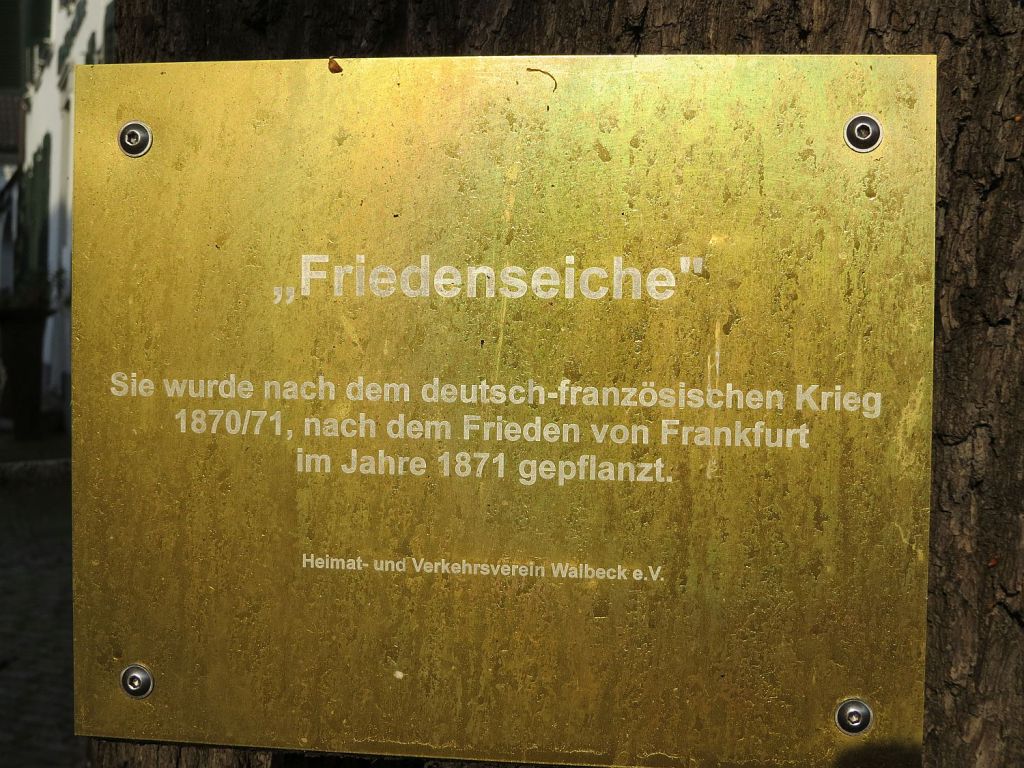 „Friedenseiche"
Sie wurde nach dem deutsch-französischen Krieg
1870/71, nach dem Frieden von Frankfurt
im Jahre 1871 gepflanzt.
Heimat- und Verkehrsverein Walbeck e.V.